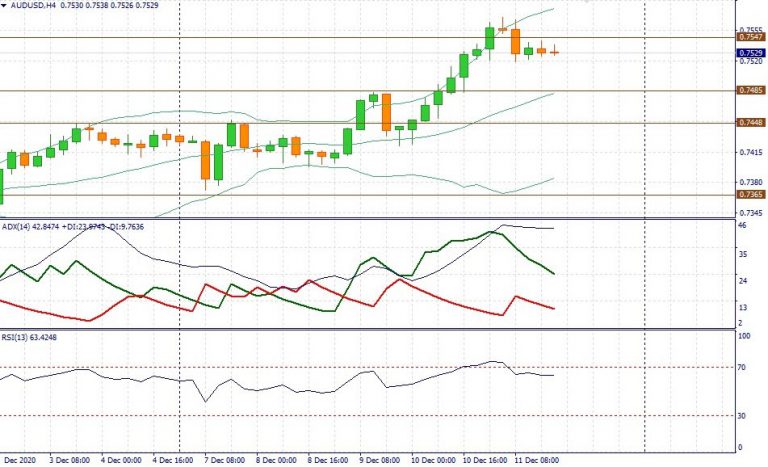 AUDUSD,H4 0.7530 0.7538 0.7526 0.7529
0.7555
0.7547
0.7529
0.7520
0.7485
0.7448
0.7415
0.7380
0.7365
0.7345
ADX(14) 42.8474 +DI:23.9743 -DI:9.7636
46
35
24
13
2
RSI(13) 63.4248
100
70
30
0
Dec 2020
3 Dec 08:00
4 Dec 00:00
4 Dec 16:00
7 Dec 08:00
8 Dec 00:00
8 Dec 16:00
9 Dec 08:00
10 Dec 00:00
10 Dec 16:00
11 Dec 08:00